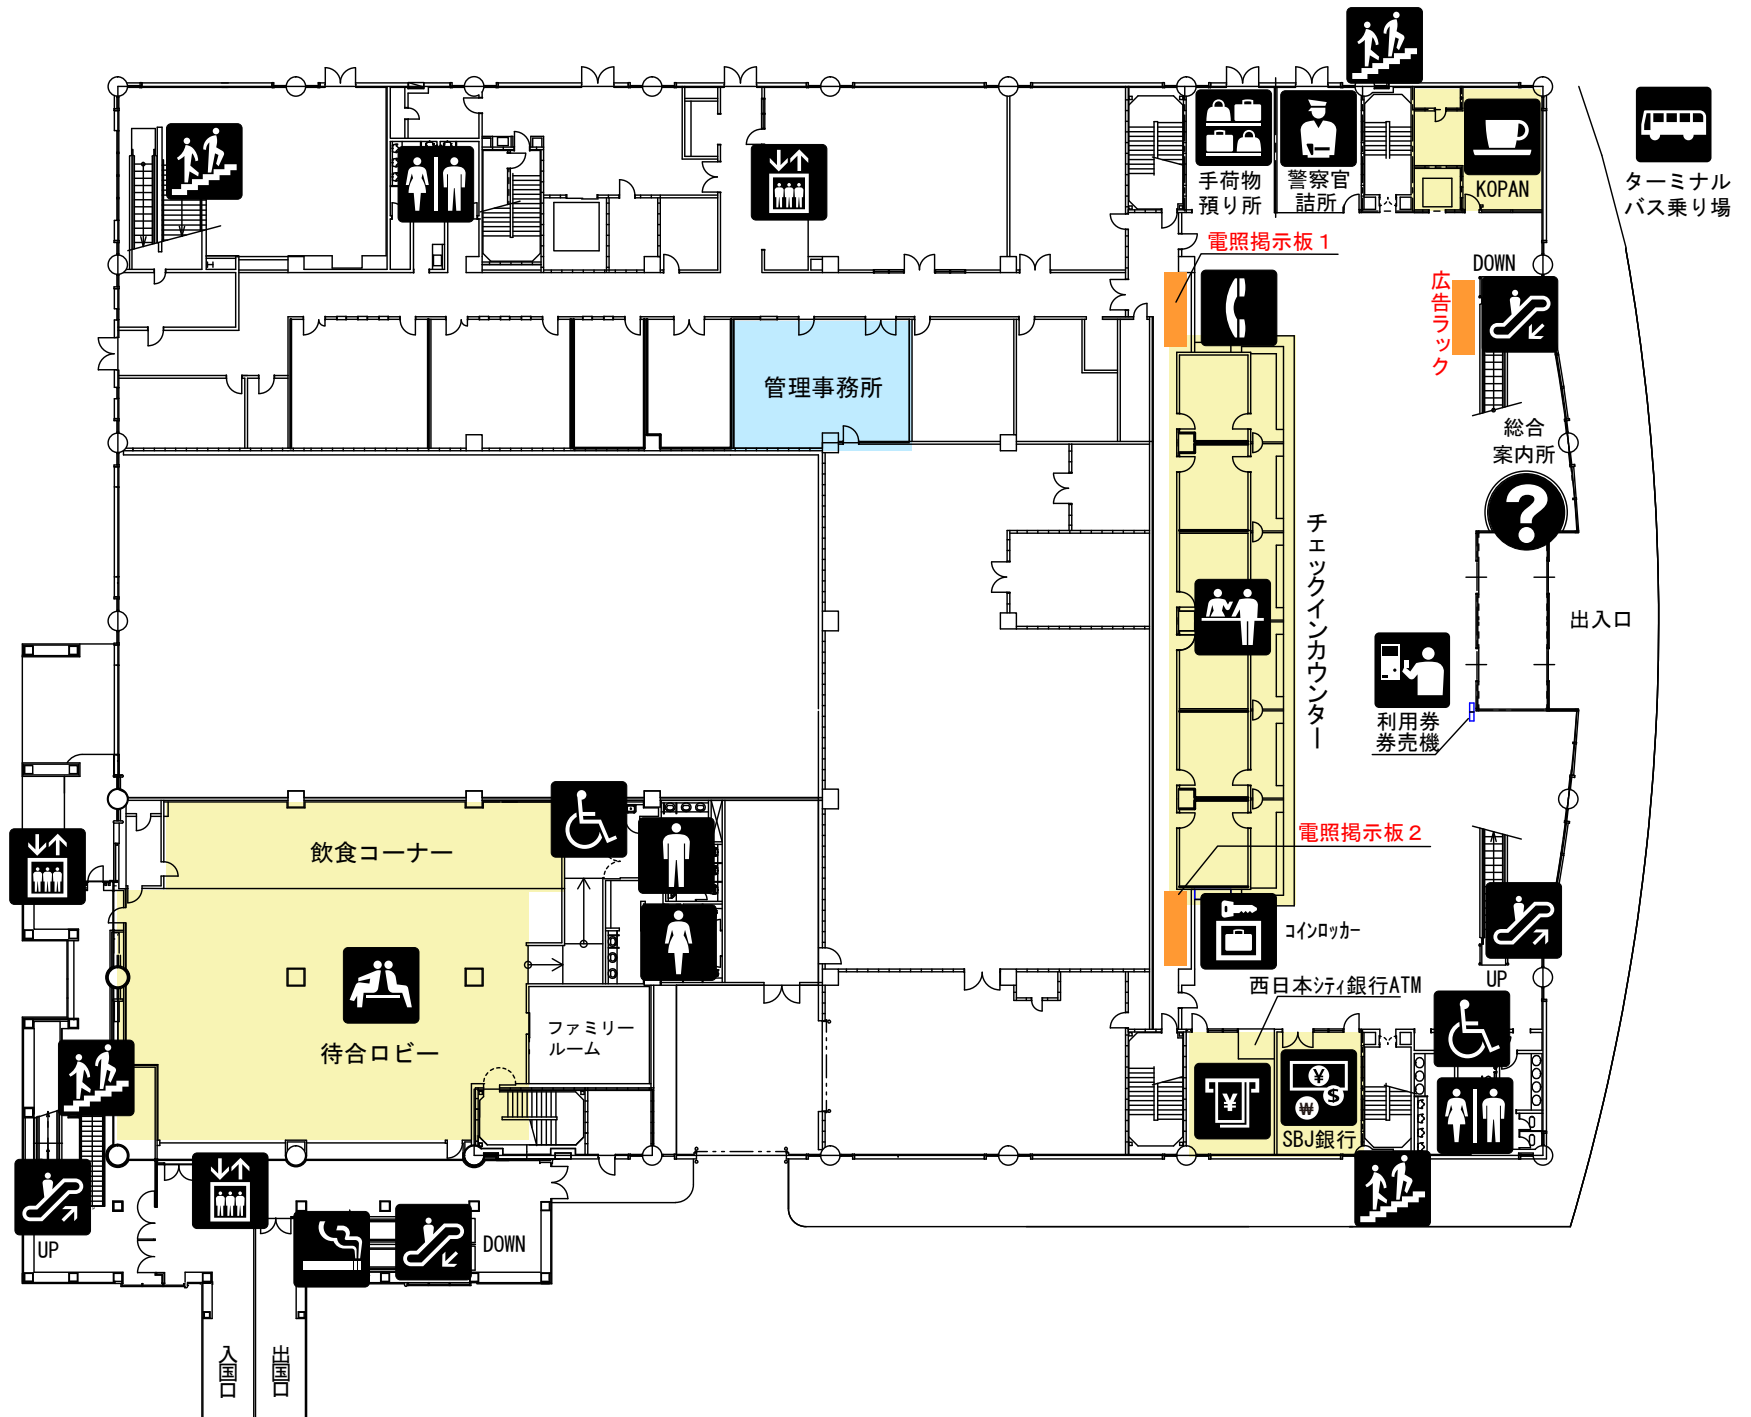 手荷物
預り所
警察官
詰所
KOPAN
ターミナル
バス乗り場
電照掲示板1
DOWN
広告ラック
管理事務所
総合
案内所
?
チェックインカウンター
出入口
利用券
券売機
電照掲示板2
飲食コーナー
コインロッカー
UP
西日本シティ銀行ATM
ファミリー
ルーム
待合ロビー
¥
¥
$
₩
SBJ銀行
UP
DOWN
入国口
出国口